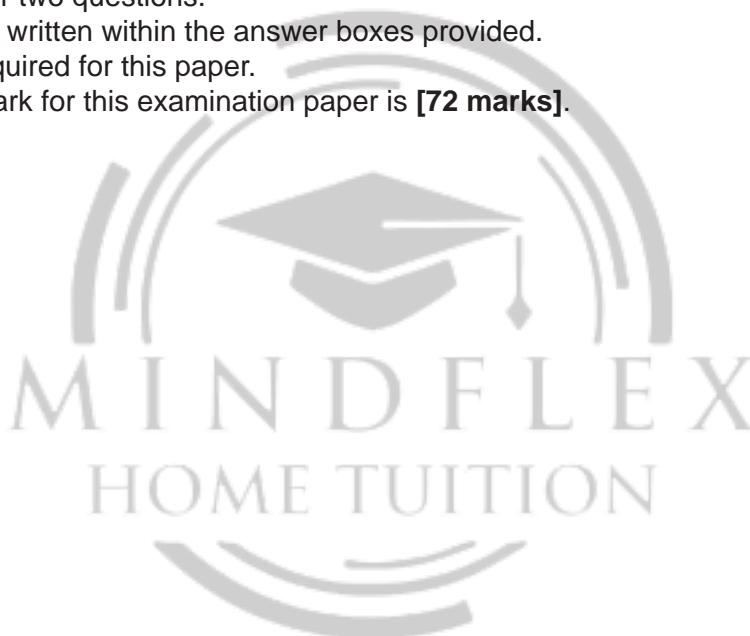 r two questions.
written within the answer boxes provided.
quired for this paper.
ark for this examination paper is [72 marks].
MINDFLEX
HOME TUITION